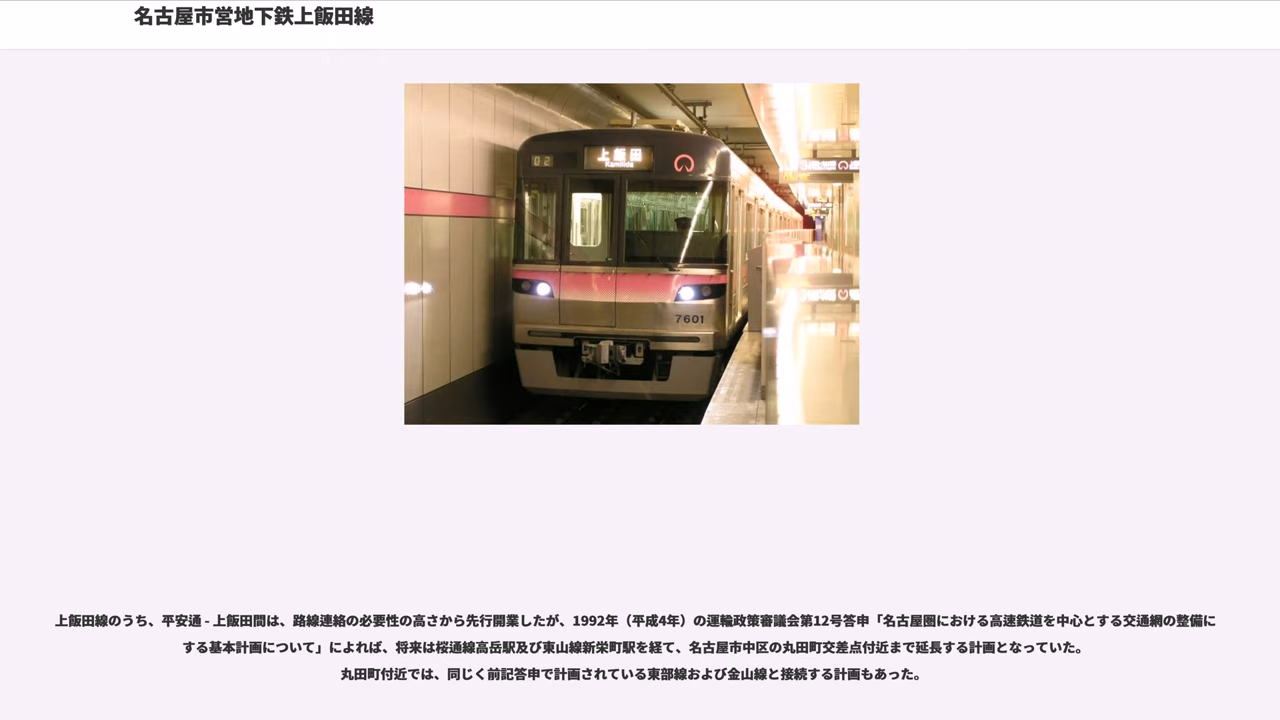 名古屋市営地下鉄上飯田線
02
上飯田
Kamiiida
7601
上飯田線のうち、平安通 - 上飯田間は、路線連絡の必要性の高さから先行開業したが、1992年（平成4年）の運輸政策審議会第12号答申「名古屋圏における高速鉄道を中心とする交通網の整備に
する基本計画について」によれば、将来は桜通線高岳駅及び東山線新栄町駅を経て、名古屋市中区の丸田町交差点付近まで延長する計画となっていた。
丸田町付近では、同じく前記答申で計画されている東部線および金山線と接続する計画もあった。